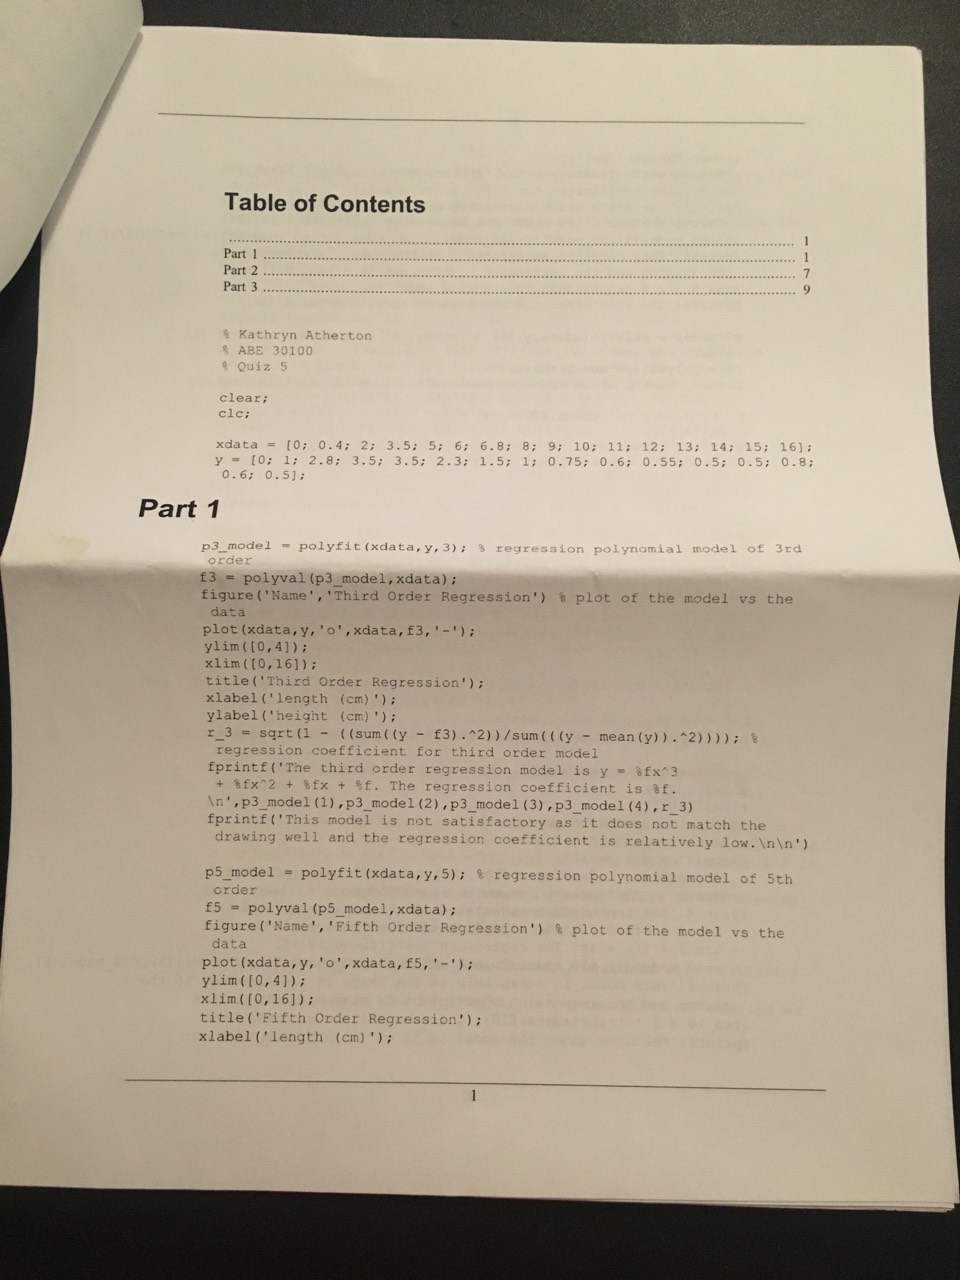 Table of Contents
........................................................................ 1
Part 1 ........................................................................ 1
Part 2 ........................................................................ 7
Part 3 ........................................................................ 9
% Kathryn Atherton
% ABE 30100
% Quiz 5
clear;
clc;
xdata = [0; 0.4; 2; 3.5; 5; 6; 6.8; 8; 9; 10; 11; 12; 13; 14; 15; 16];
y = [0; 1; 2.8; 3.5; 3.5; 2.3; 1.5; 1; 0.75; 0.6; 0.55; 0.5; 0.5; 0.8;
0.6; 0.5];
Part 1
p3_model = polyfit(xdata,y,3); % regression polynomial model of 3rd
order
f3 = polyval(p3_model,xdata);
figure('Name','Third Order Regression') % plot of the model vs the
data
plot(xdata,y,'o',xdata,f3,'-');
ylim([0,4]);
xlim([0,16]);
title('Third Order Regression');
xlabel('length (cm)');
ylabel('height (cm)');
r_3 = sqrt(1 - ((sum((y - f3).^2))/sum(((y - mean(y)).^2)))); %
regression coefficient for third order model
fprintf('The third order regression model is y = %fx^3
+ %fx^2 + %fx + %f. The regression coefficient is %f.
\n',p3_model(1),p3_model(2),p3_model(3),p3_model(4),r_3)
fprintf('This model is not satisfactory as it does not match the
drawing well and the regression coefficient is relatively low.\n\n')
p5_model = polyfit(xdata,y,5); % regression polynomial model of 5th
order
f5 = polyval(p5_model,xdata);
figure('Name','Fifth Order Regression') % plot of the model vs the
data
plot(xdata,y,'o',xdata,f5,'-');
ylim([0,4]);
xlim([0,16]);
title('Fifth Order Regression');
xlabel('length (cm)');
1